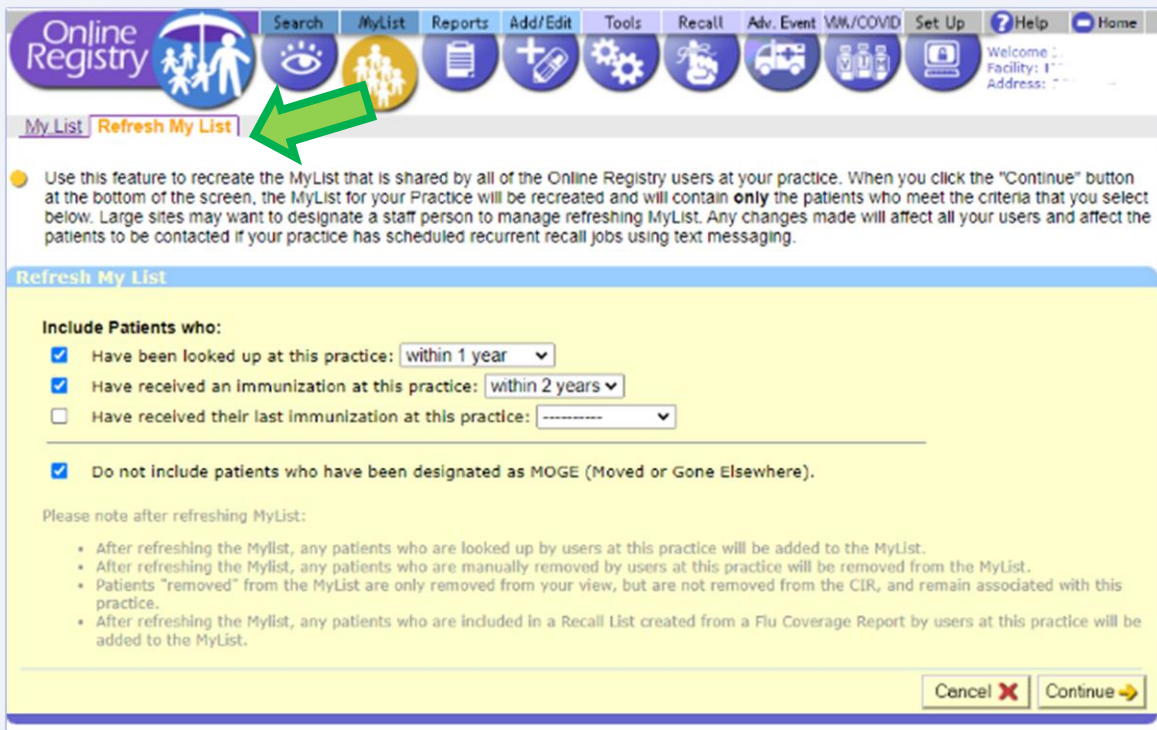 Online
Registry
Search MyList Reports Add/Edit Tools Recall Adv. Event VIM/COVID Set Up Help Home
Welcome
Facility:
Address:
My List Refresh My List
Use this feature to recreate the MyList that is shared by all of the Online Registry users at your practice. When you click the "Continue" button
at the bottom of the screen, the MyList for your Practice will be recreated and will contain only the patients who meet the criteria that you select
below. Large sites may want to designate a staff person to manage refreshing MyList. Any changes made will affect all your users and affect the
patients to be contacted if your practice has scheduled recurrent recall jobs using text messaging.
Refresh My List
Include Patients who:
Have been looked up at this practice: within 1 year
Have received an immunization at this practice: within 2 years
Have received their last immunization at this practice: ----------
Do not include patients who have been designated as MOGE (Moved or Gone Elsewhere).
Please note after refreshing MyList:
• After refreshing the Mylist, any patients who are looked up by users at this practice will be added to the MyList.
• After refreshing the Mylist, any patients who are manually removed by users at this practice will be removed from the MyList.
• Patients "removed" from the MyList are only removed from your view, but are not removed from the CIR, and remain associated with this
practice.
• After refreshing the Mylist, any patients who are included in a Recall List created from a Flu Coverage Report by users at this practice will be
added to the MyList.
Cancel Continue